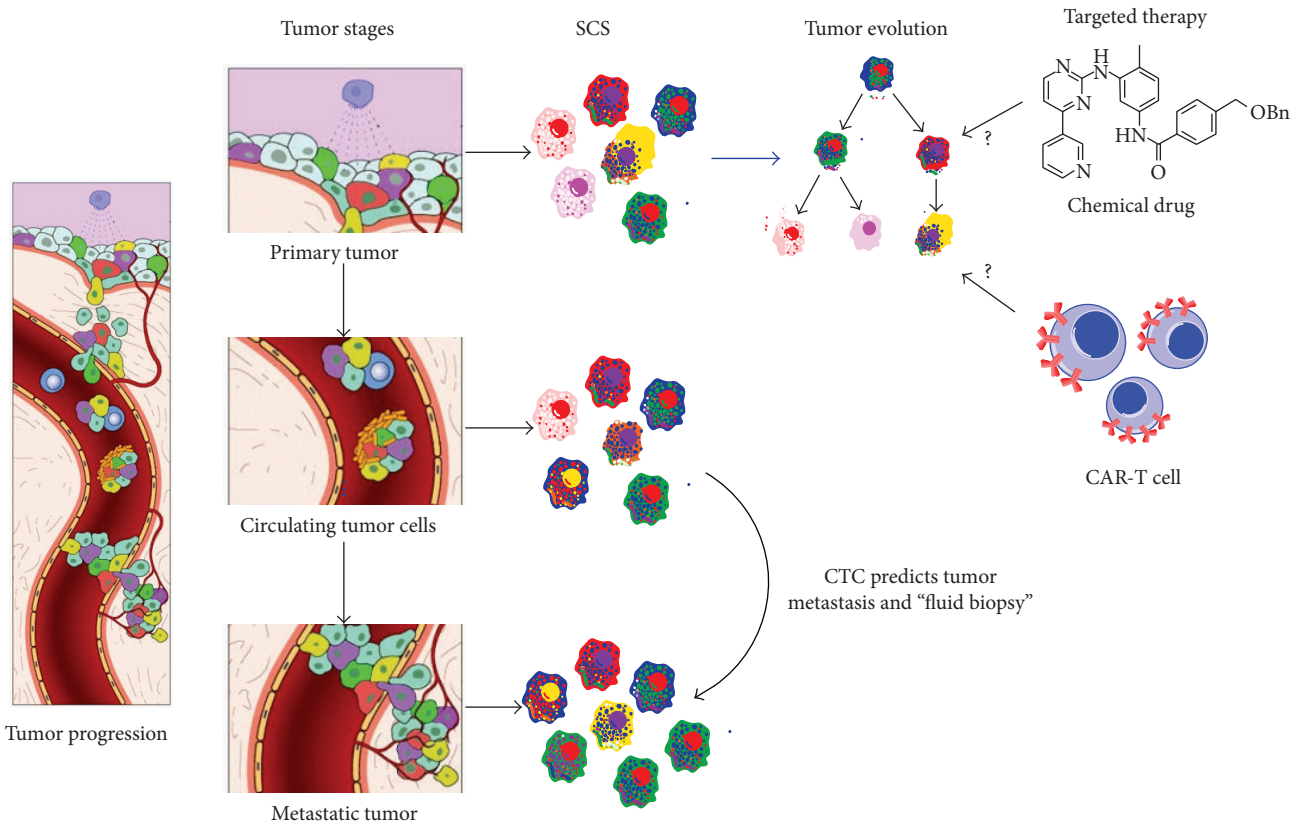 Tumor stages
SCS
Tumor evolution
Targeted therapy
N
H
N
N
N
HN
O
OBn
?
Chemical drug
Primary tumor
?
CAR-T cell
Circulating tumor cells
CTC predicts tumor
metastasis and “fluid biopsy”
Tumor progression
Metastatic tumor